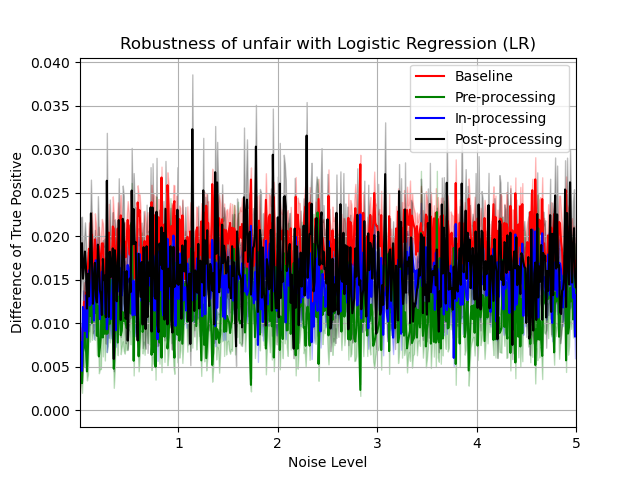 Robustness of unfair with Logistic Regression (LR)
Difference of True Positive
0.040
0.035
0.030
0.025
0.020
0.015
0.010
0.005
0.000
Baseline
Pre-processing
In-processing
Post-processing
1 2 3 4 5
Noise Level